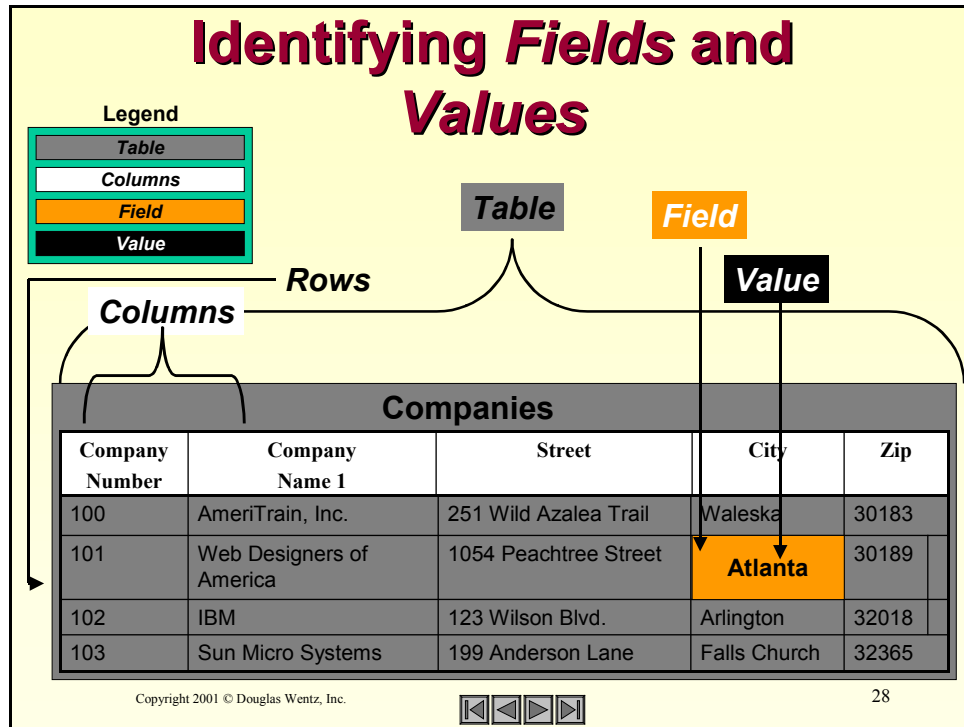 Identifying Fields and
Values
Legend
Table
Columns
Field
Value
Table
Field
Value
Rows
Columns
Companies
Company Number Company Name 1 Street City Zip
100 AmeriTrain, Inc. 251 Wild Azalea Trail Waleska 30183
101 Web Designers of America 1054 Peachtree Street Atlanta 30189
102 IBM 123 Wilson Blvd. Arlington 32018
103 Sun Micro Systems 199 Anderson Lane Falls Church 32365
Copyright 2001 © Douglas Wentz, Inc.
28